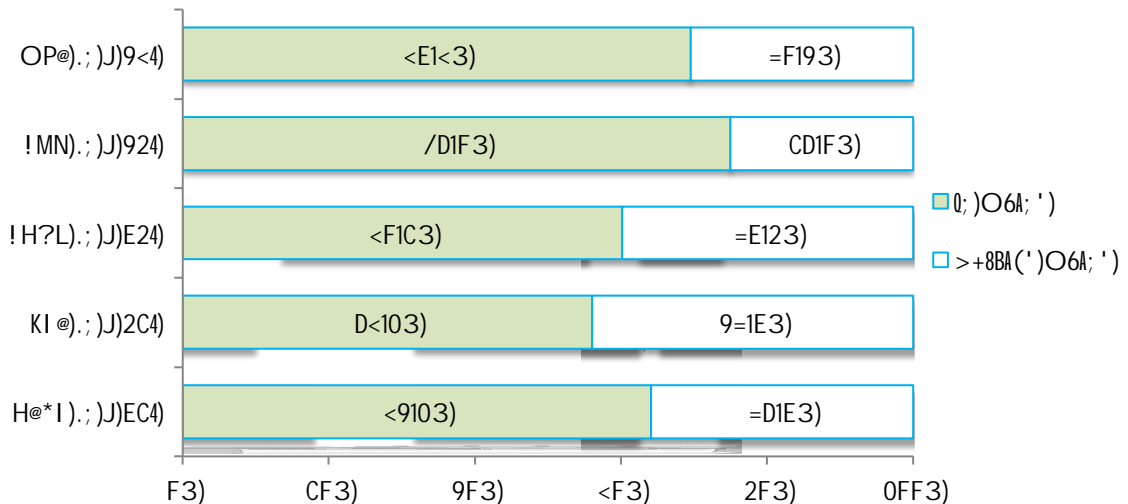 OP@).;)J)9<4)
<E1<3)
=F193)
!MN).;)J)924)
/D1F3)
CD1F3)
!H?L).;)J)E24)
<F1C3)
=E123)
KI@).;)J)2C4)
D<103)
9=1E3)
H@*I).;)J)EC4)
<9103)
=D1E3)
Q;)O6A;')
>+8BA(')O6A;')
F3)
CF3)
9F3)
<F3)
2F3)
0FF3)